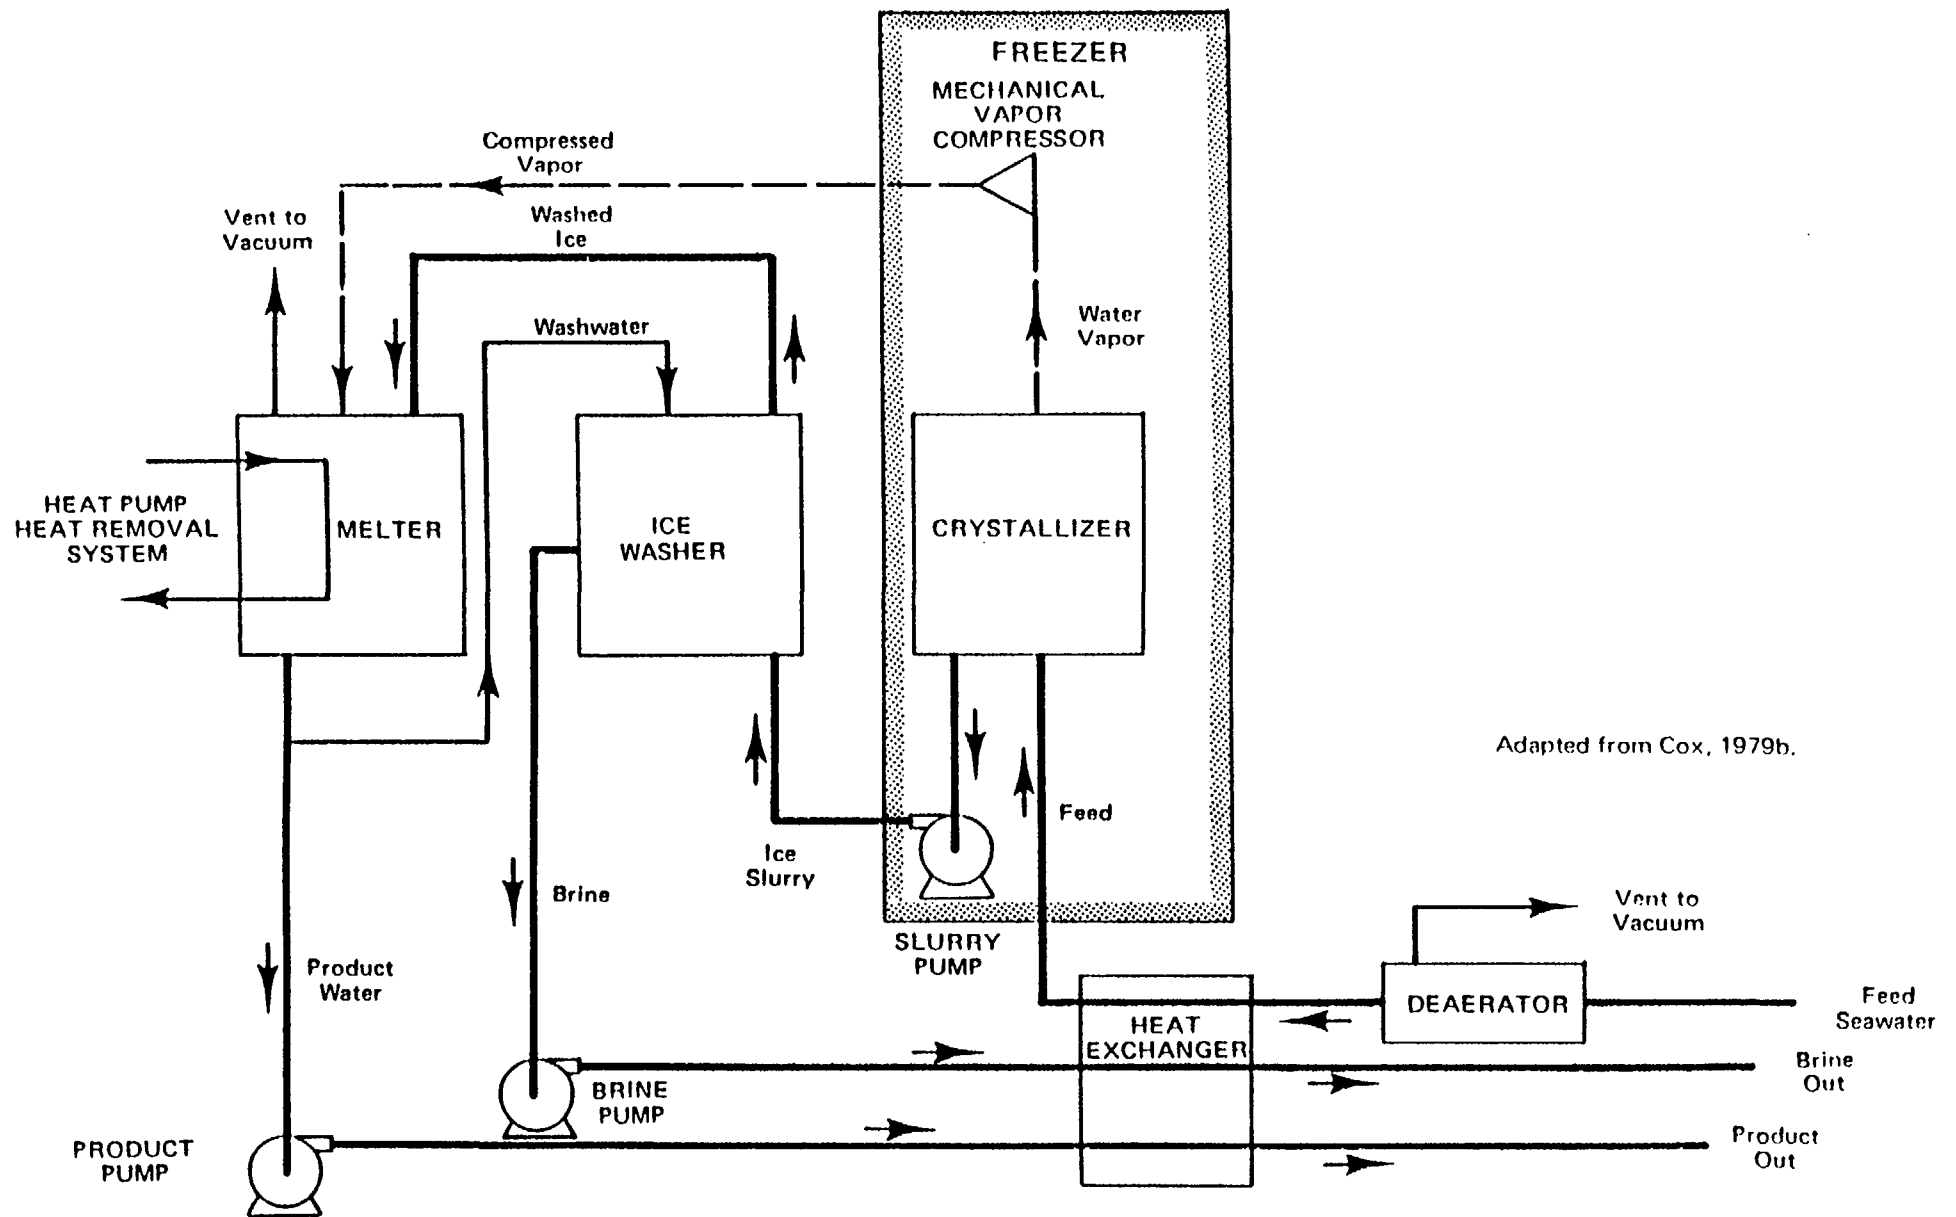 FREEZER
MECHANICAL
VAPOR
COMPRESSOR
Compressed
Vapor
Washed
Ice
Vent to
Vacuum
Washwater
Water
Vapor
HEAT PUMP
HEAT REMOVAL
SYSTEM
MELTER
ICE
WASHER
CRYSTALLIZER
Adapted from Cox, 1979b.
Feed
Ice
Slurry
Brine
SLURRY
PUMP
Vent to
Vacuum
Product
Water
DEAERATOR
Feed
Seawater
HEAT
EXCHANGER
BRINE
PUMP
Brine
Out
PRODUCT
PUMP
Product
Out